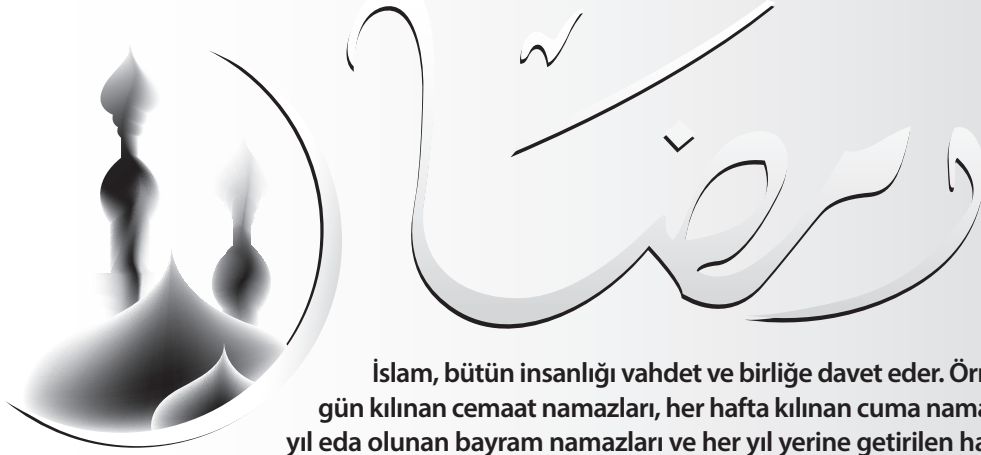 رمضان
İslam, bütün insanlığı vahdet ve birliğe davet eder.
gün kılınan cemaat namazları, her hafta kılınan cuma
yıl eda olunan bayram namazları ve her yıl yerine getirilen